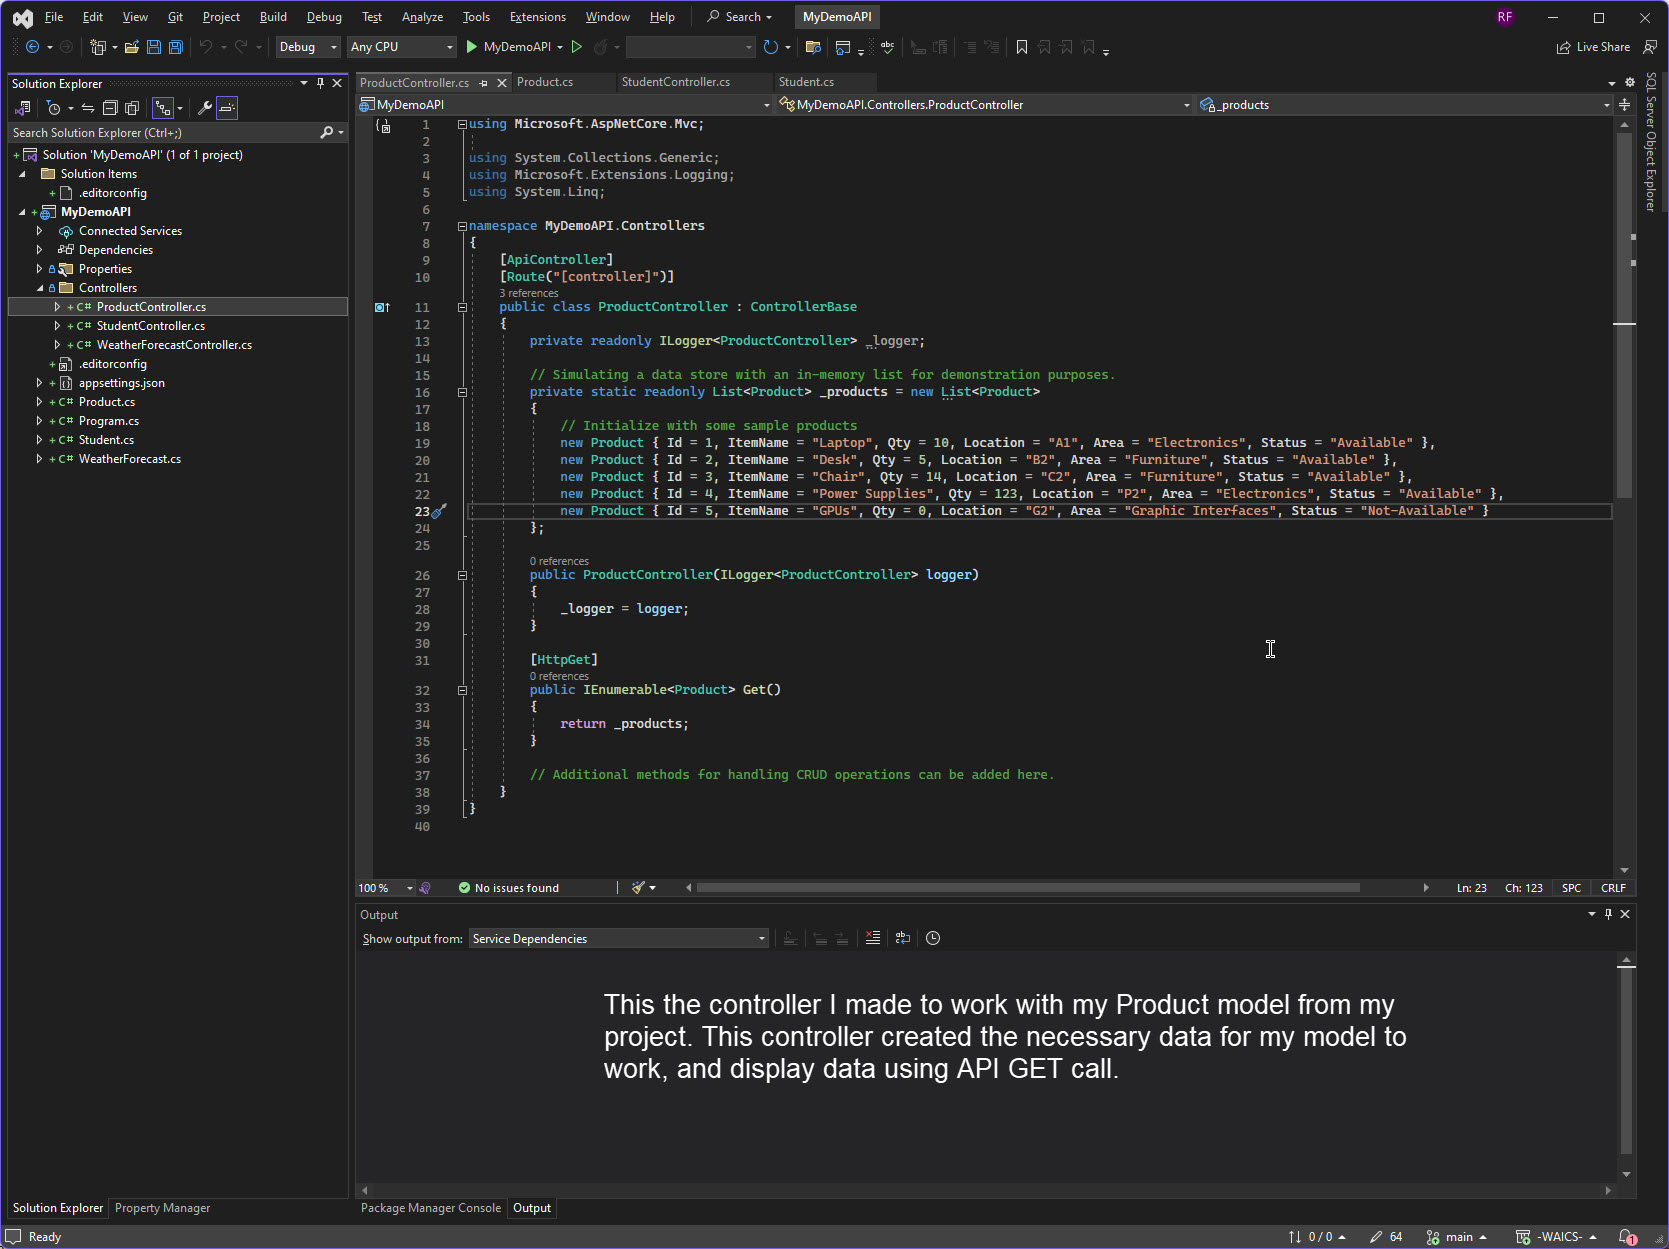 File Edit View Git Project Build Debug Test Analyze Tools Extensions Window Help Search MyDemoAPI RF
Debug Any CPU MyDemoAPI Live Share
Solution Explorer
Search Solution Explorer (Ctrl+;)
Solution 'MyDemoAPI' (1 of 1 project)
Solution Items
.editorconfig
MyDemoAPI
Connected Services
Dependencies
Properties
Controllers
C# ProductController.cs
C# StudentController.cs
C# WeatherForecastController.cs
.editorconfig
appsettings.json
C# Product.cs
C# Program.cs
C# Student.cs
C# WeatherForecast.cs
ProductController.cs Product.cs StudentController.cs Student.cs
MyDemoAPI MyDemoAPI.Controllers.ProductController _products
1 using Microsoft.AspNetCore.Mvc;
2
3 using System.Collections.Generic;
4 using Microsoft.Extensions.Logging;
5 using System.Linq;
6
7 namespace MyDemoAPI.Controllers
8 {
9 [ApiController]
10 [Route("[controller]")]
3 references
11 public class ProductController : ControllerBase
12 {
13 private readonly ILogger<ProductController> _logger;
14
15 // Simulating a data store with an in-memory list for demonstration purposes.
16 private static readonly List<Product> _products = new List<Product>
17 {
18 // Initialize with some sample products
19 new Product { Id = 1, ItemName = "Laptop", Qty = 10, Location = "A1", Area = "Electronics", Status = "Available" },
20 new Product { Id = 2, ItemName = "Desk", Qty = 5, Location = "B2", Area = "Furniture", Status = "Available" },
21 new Product { Id = 3, ItemName = "Chair", Qty = 14, Location = "C2", Area = "Furniture", Status = "Available" },
22 new Product { Id = 4, ItemName = "Power Supplies", Qty = 123, Location = "P2", Area = "Electronics", Status = "Available" },
23 new Product { Id = 5, ItemName = "GPUs", Qty = 0, Location = "G2", Area = "Graphic Interfaces", Status = "Not-Available" }
24 };
25
0 references
26 public ProductController(ILogger<ProductController> logger)
27 {
28 _logger = logger;
29 }
30
31 [HttpGet]
0 references
32 public IEnumerable<Product> Get()
33 {
34 return _products;
35 }
36
37 // Additional methods for handling CRUD operations can be added here.
38 }
39 }
40
100 % No issues found Ln: 23 Ch: 123 SPC CRLF
Output
Show output from: Service Dependencies
This the controller I made to work with my Product model from my
project. This controller created the necessary data for my model to
work, and display data using API GET call.
Solution Explorer Property Manager
Package Manager Console Output
Ready 0 / 0 64 main -WAICS- 1
SQL Server Object Explorer